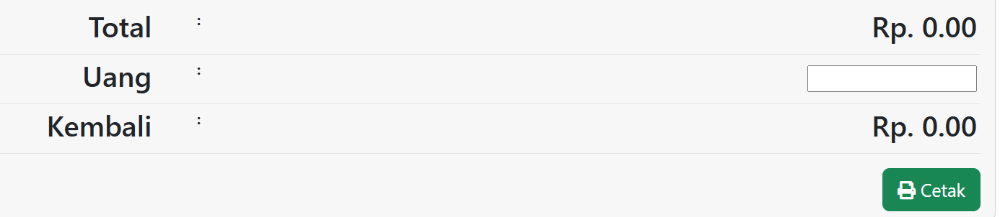 Total : Rp. 0.00
Uang :
Kembali : Rp. 0.00
Cetak